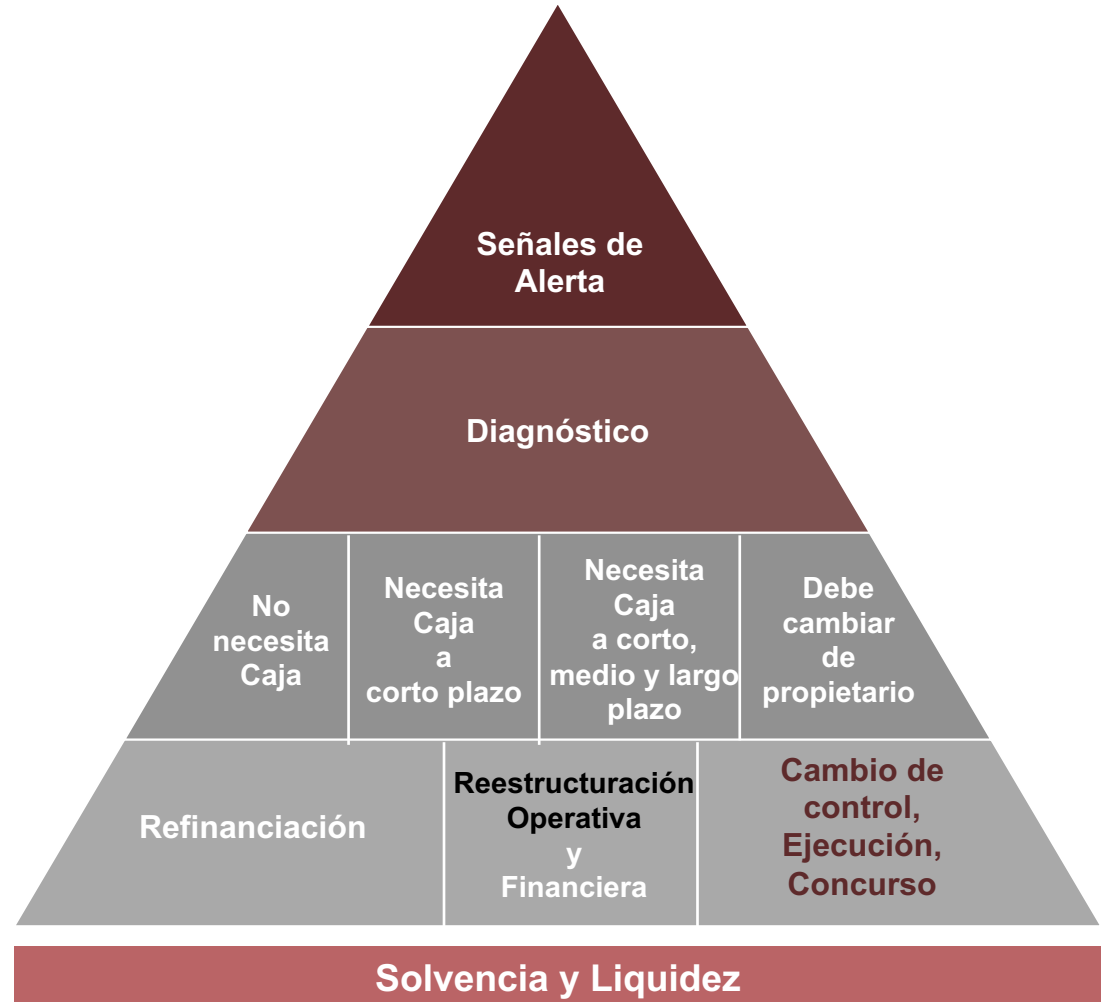 Señales de
Alerta
Diagnóstico
No
necesita
Caja
Necesita
Caja
a
corto plazo
Necesita
Caja
a corto,
medio y largo
plazo
Debe
cambiar
de
propietario
Refinanciación
Reestructuración
Operativa
y
Financiera
Cambio de
control,
Ejecución,
Concurso
Solvencia y Liquidez